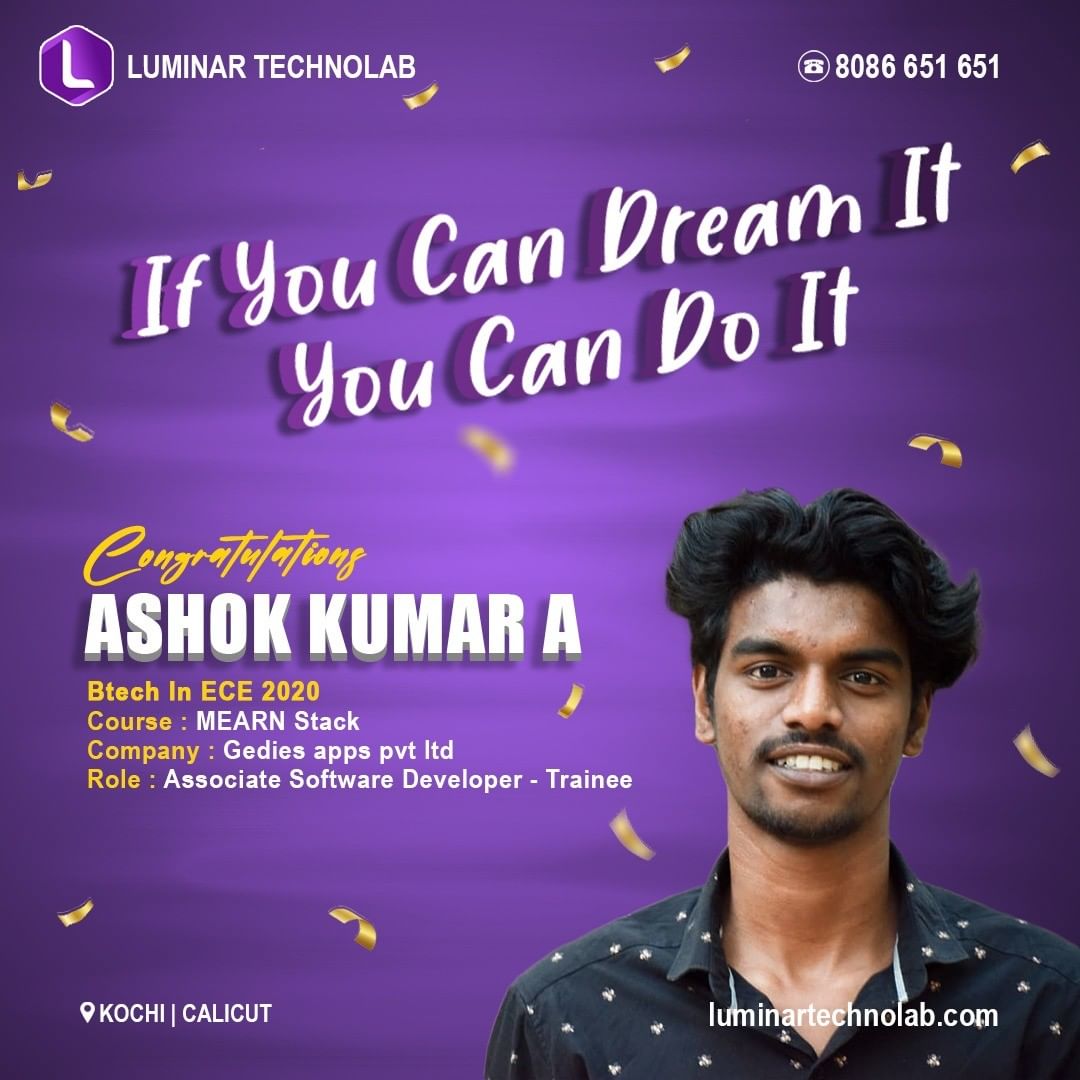 LUMINAR TECHNOLAB
8086 651 651
If You Can Dream It
You Can Do It
Congratulations
ASHOK KUMAR A
Btech In ECE 2020
Course : MEARN Stack
Company : Gedies apps pvt ltd
Role : Associate Software Developer - Trainee
KOCHI | CALICUT
luminartechnolab.com